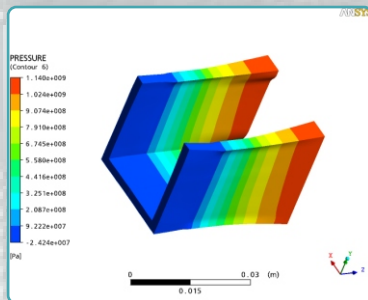 ANSYS
PRESSURE
(Contour 6)
1.140e+009
1.024e+009
9.074e+008
7.910e+008
6.745e+008
5.580e+008
4.416e+008
3.251e+008
2.087e+008
9.222e+007
-2.424e+007
[Pa]
0
0.03 (m)
0.015
X
Y
Z